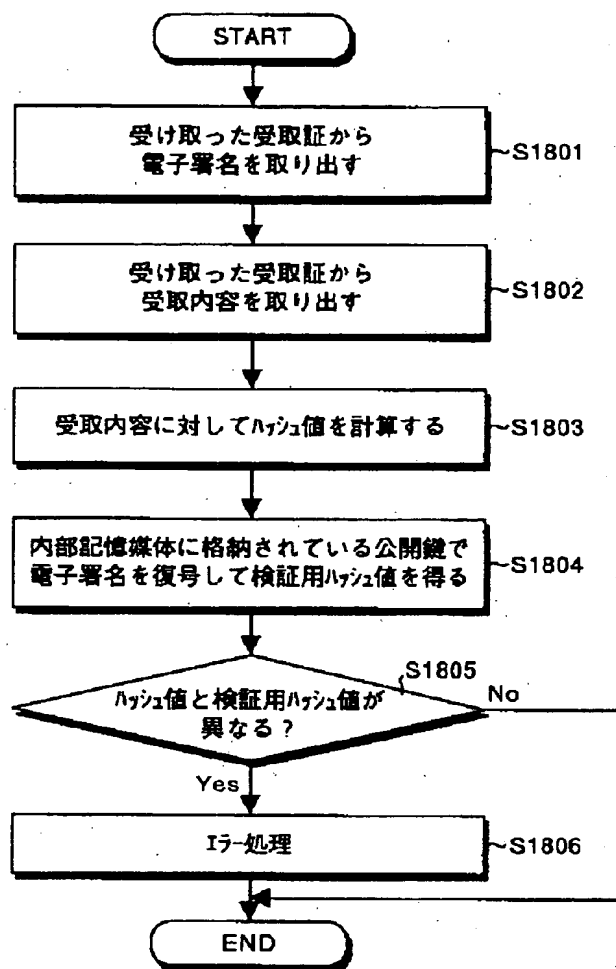 START
受け取った受取証から
電子署名を取り出す
~S1801
受け取った受取証から
受取内容を取り出す
~S1802
受取内容に対してﾊｯｼｭ値を計算する
~S1803
内部記憶媒体に格納されている公開鍵で
電子署名を復号して検証用ﾊｯｼｭ値を得る
~S1804
S1805
ﾊｯｼｭ値と検証用ﾊｯｼｭ値が
異なる？
No
Yes
ｴﾗｰ処理
~S1806
END